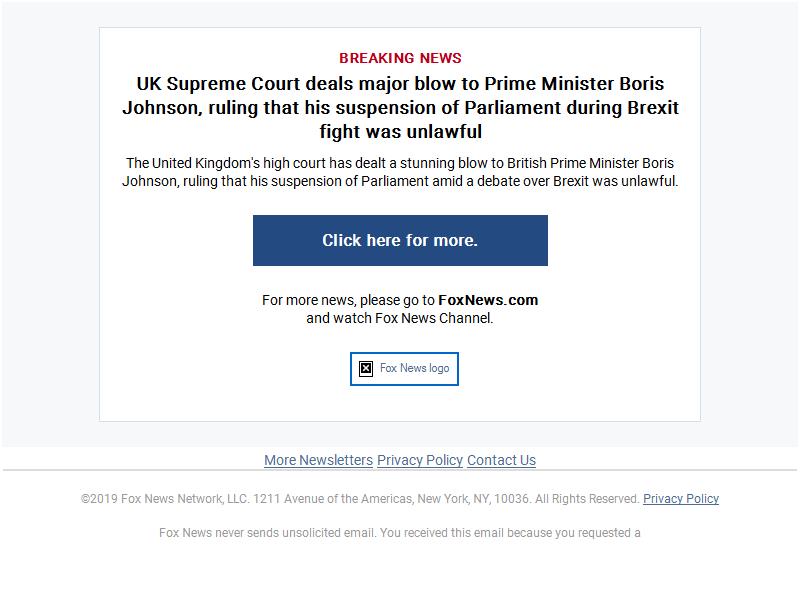 BREAKING NEWS
UK Supreme Court deals major blow to Prime Minister Boris
Johnson, ruling that his suspension of Parliament during Brexit
fight was unlawful
The United Kingdom's high court has dealt a stunning blow to British Prime Minister Boris
Johnson, ruling that his suspension of Parliament amid a debate over Brexit was unlawful.
Click here for more.
For more news, please go to FoxNews.com
and watch Fox News Channel.
Fox News logo
More Newsletters Privacy Policy Contact Us
©2019 Fox News Network, LLC. 1211 Avenue of the Americas, New York, NY, 10036. All Rights Reserved. Privacy Policy
Fox News never sends unsolicited email. You received this email because you requested a